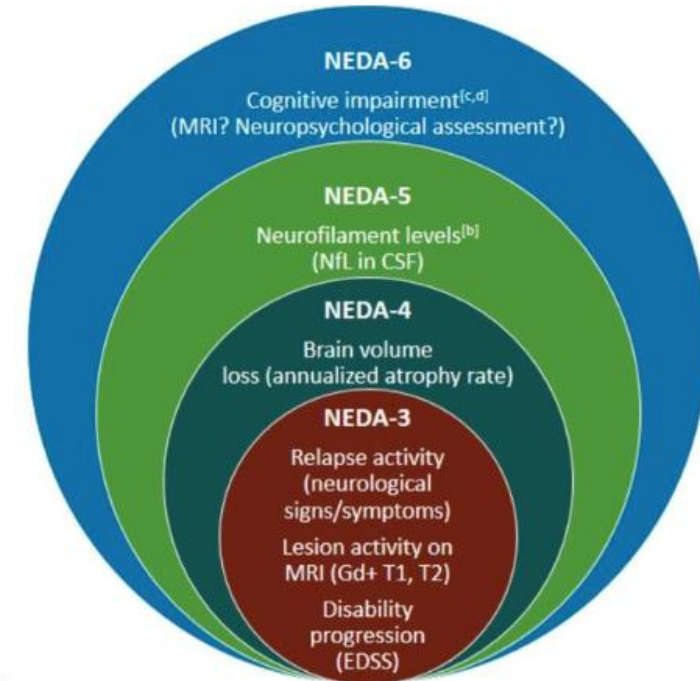 NEDA-6
Cognitive impairment[c,d]
(MRI? Neuropsychological assessment?)
NEDA-5
Neurofilament levels[b]
(NfL in CSF)
NEDA-4
Brain volume
loss (annualized atrophy rate)
NEDA-3
Relapse activity
(neurological
signs/symptoms)
Lesion activity on
MRI (Gd+ T1, T2)
Disability
progression
(EDSS)